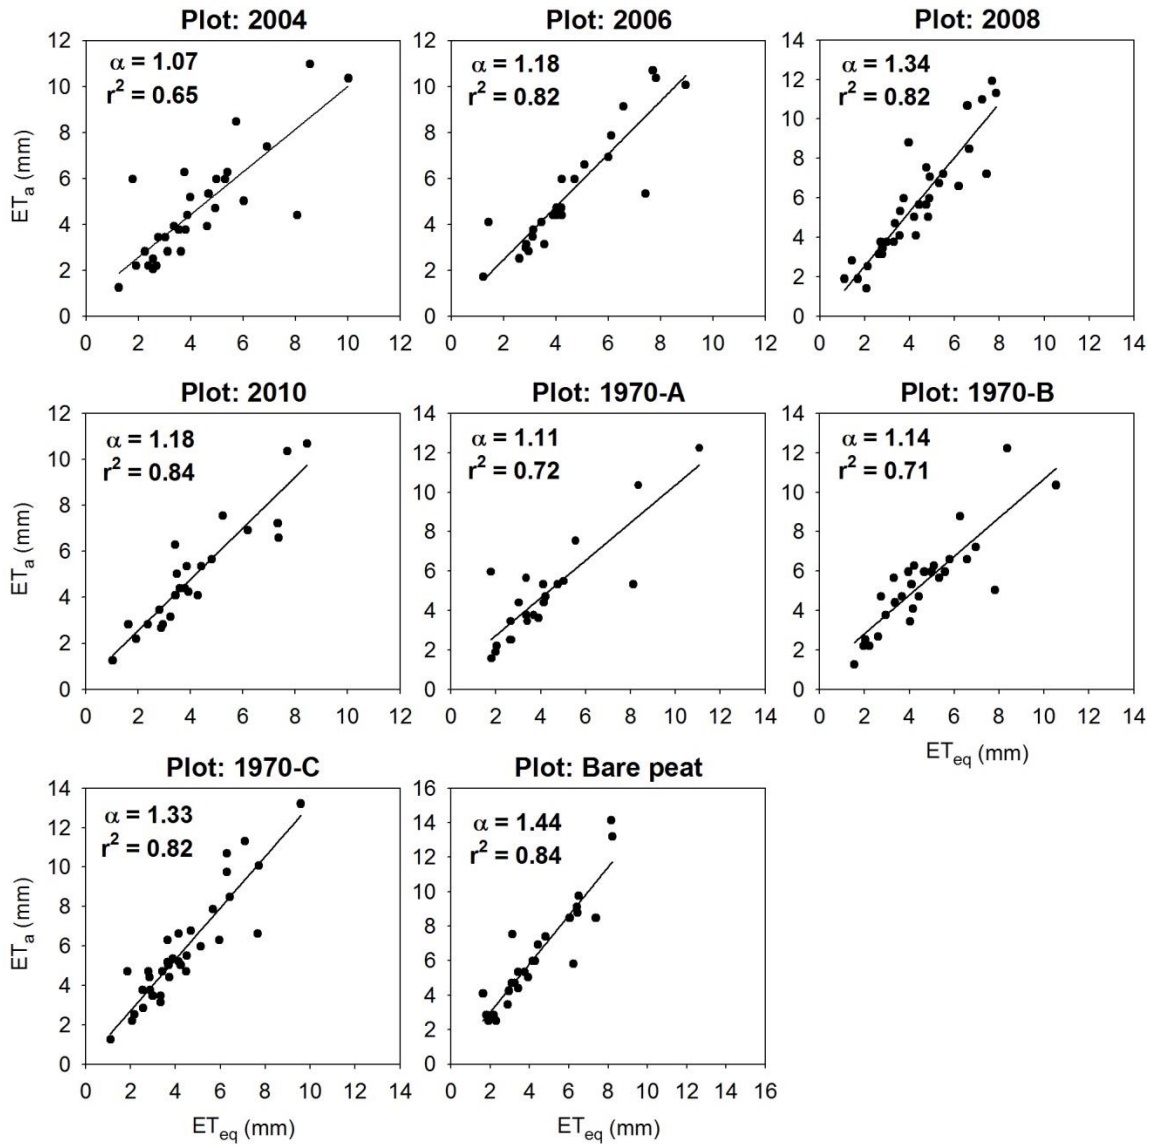 Plot: 2004
α = 1.07
r² = 0.65
ETa (mm)
12
10
8
6
4
2
0
0 2 4 6 8 10 12
Plot: 2006
α = 1.18
r² = 0.82
12
10
8
6
4
2
0
0 2 4 6 8 10 12
Plot: 2008
α = 1.34
r² = 0.82
14
12
10
8
6
4
2
0
0 2 4 6 8 10 12 14
Plot: 2010
α = 1.18
r² = 0.84
ETa (mm)
12
10
8
6
4
2
0
0 2 4 6 8 10 12
Plot: 1970-A
α = 1.11
r² = 0.72
14
12
10
8
6
4
2
0
0 2 4 6 8 10 12 14
Plot: 1970-B
α = 1.14
r² = 0.71
14
12
10
8
6
4
2
0
0 2 4 6 8 10 12 14
ETeq (mm)
Plot: 1970-C
α = 1.33
r² = 0.82
ETa (mm)
14
12
10
8
6
4
2
0
0 2 4 6 8 10 12 14
ETeq (mm)
Plot: Bare peat
α = 1.44
r² = 0.84
16
14
12
10
8
6
4
2
0
0 2 4 6 8 10 12 14 16
ETeq (mm)